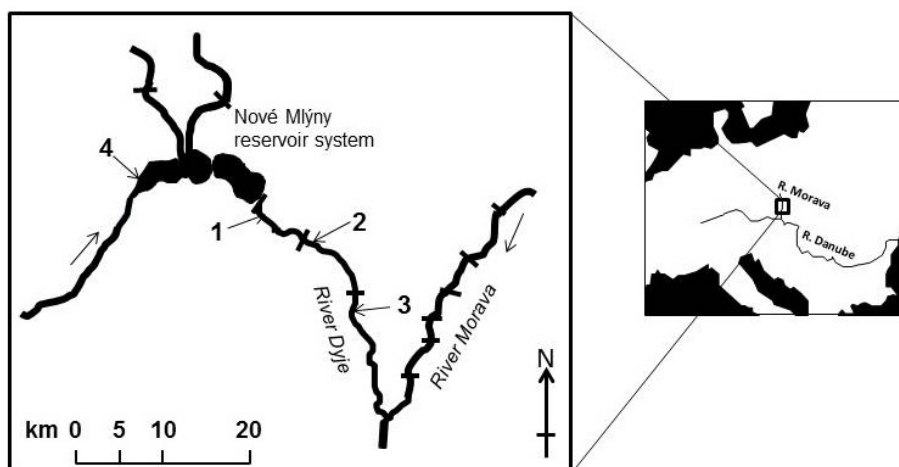 Nové Mlýny
reservoir system
4
1
2
3
River Dyje
River Morava
N
km 0 5 10 20
R. Morava
R. Danube